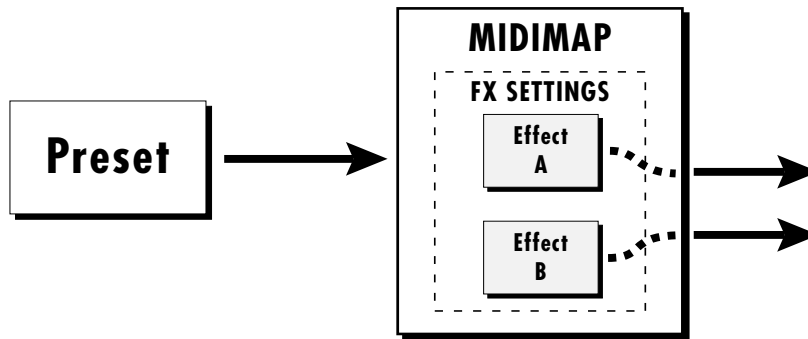 MIDIMAP
FX SETTINGS
Effect
A
Preset
Effect
B